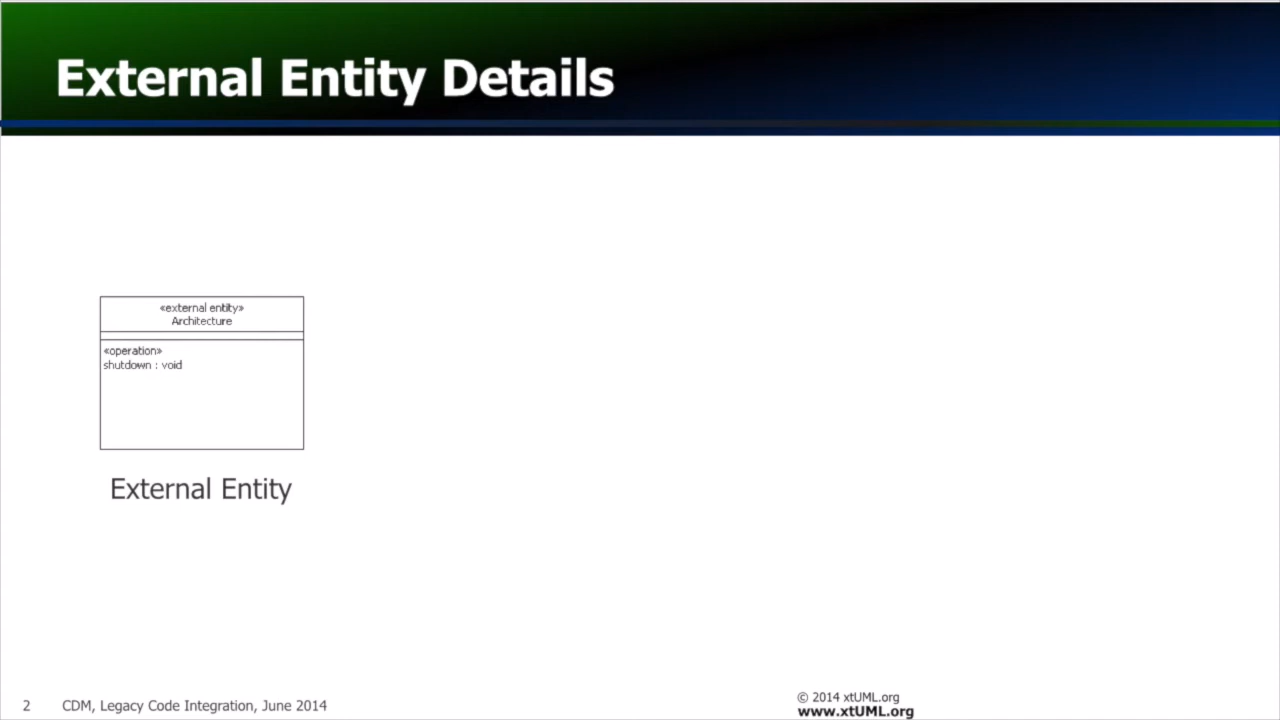 External Entity Details
«external entity»
Architecture
«operation»
shutdown : void
External Entity
2 CDM, Legacy Code Integration, June 2014
© 2014 xtUML.org
www.xtUML.org